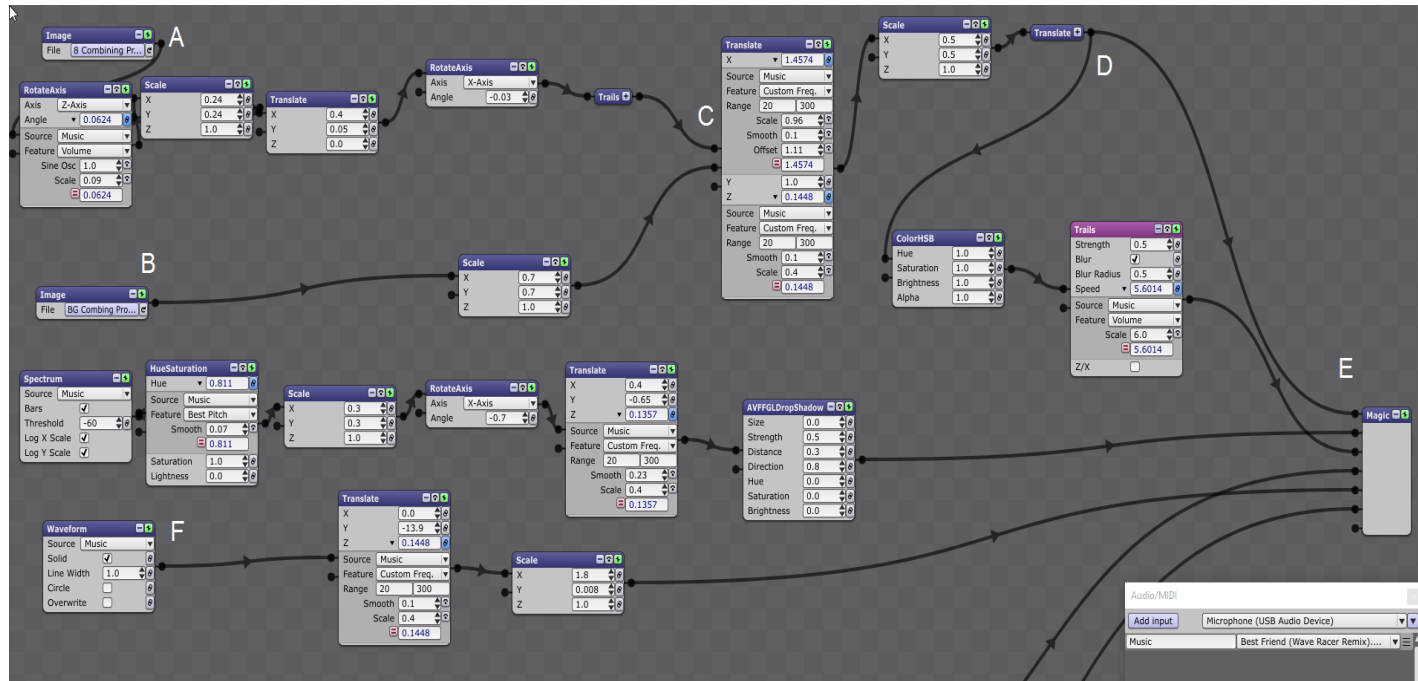 Image
File 8 Combining Pr... c
A
RotateAxis
Axis Z-Axis
Angle 0.0624
Source Music
Feature Volume
Sine Osc 1.0
Scale 0.09
= 0.0624
Scale
X 0.24
Y 0.24
Z 1.0
Translate
X 0.4
Y 0.05
Z 0.0
RotateAxis
Axis X-Axis
Angle -0.03
Trails
C
Translate
X 1.4574
Source Music
Feature Custom Freq.
Range 20 300
Scale 0.96
Smooth 0.1
Offset 1.11
= 1.4574
Y 1.0
Z 0.1448
Source Music
Feature Custom Freq.
Range 20 300
Smooth 0.1
Scale 0.4
= 0.1448
Scale
X 0.5
Y 0.5
Z 1.0
Translate
D
B
Image
File BG Combing Pro... c
Scale
X 0.7
Y 0.7
Z 1.0
ColorHSB
Hue 1.0
Saturation 1.0
Brightness 1.0
Alpha 1.0
Trails
Strength 0.5
Blur
Blur Radius 0.5
Speed 5.6014
Source Music
Feature Volume
Scale 6.0
= 5.6014
Z/X
E
Magic
Spectrum
Source Music
Bars
Threshold -60
Log X Scale
Log Y Scale
HueSaturation
Hue 0.811
Source Music
Feature Best Pitch
Smooth 0.07
= 0.811
Saturation 1.0
Lightness 0.0
Scale
X 0.3
Y 0.3
Z 1.0
RotateAxis
Axis X-Axis
Angle -0.7
Translate
X 0.4
Y -0.65
Z 0.1357
Source Music
Feature Custom Freq.
Range 20 300
Smooth 0.23
Scale 0.4
= 0.1357
AVFFGLDropShadow
Size 0.0
Strength 0.5
Distance 0.3
Direction 0.8
Hue 0.0
Saturation 0.0
Brightness 0.0
F
Waveform
Source Music
Solid
Line Width 1.0
Circle
Overwrite
Translate
X 0.0
Y -13.9
Z 0.1448
Source Music
Feature Custom Freq.
Range 20 300
Smooth 0.1
Scale 0.4
= 0.1448
Scale
X 1.8
Y 0.008
Z 1.0
Audio/MIDI
Add input Microphone (USB Audio Device)
Music Best Friend (Wave Racer Remix)....